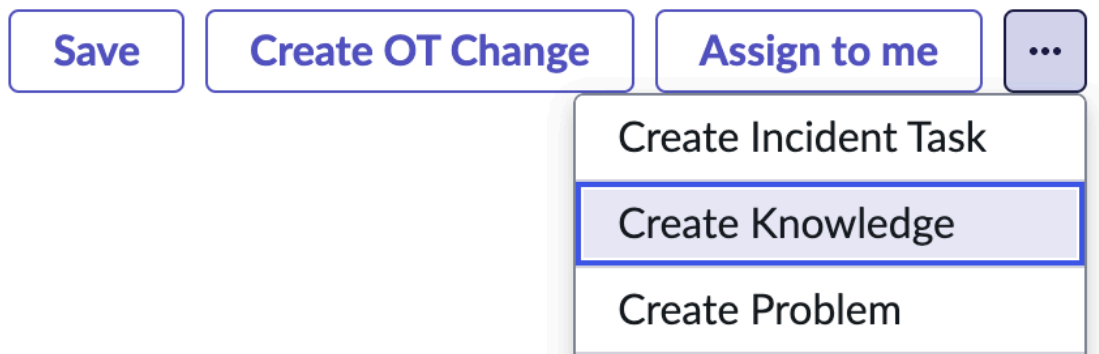 Save Create OT Change Assign to me ...
Create Incident Task
Create Knowledge
Create Problem